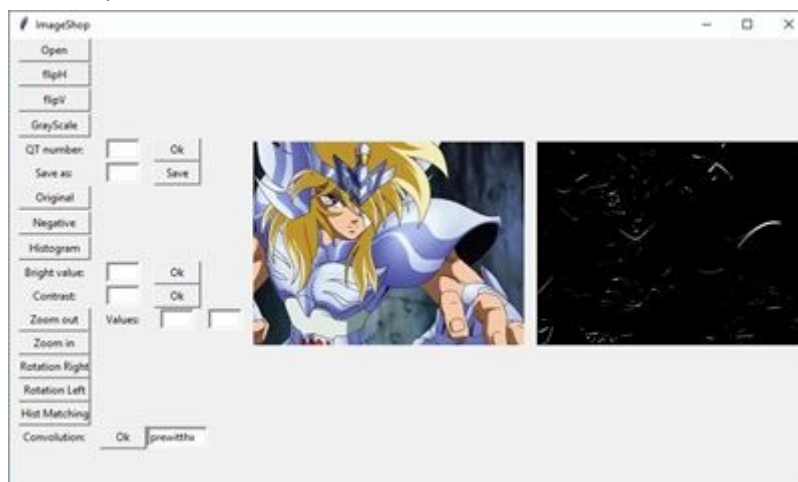 ImageShop
Open
flipH
flipV
GrayScale
QT number: Ok
Save as: Save
Original
Negative
Histogram
Bright value: Ok
Contrast: Ok
Zoom out Values:
Zoom in
Rotation Right
Rotation Left
Hist Matching
Convolution: Ok prewitthx